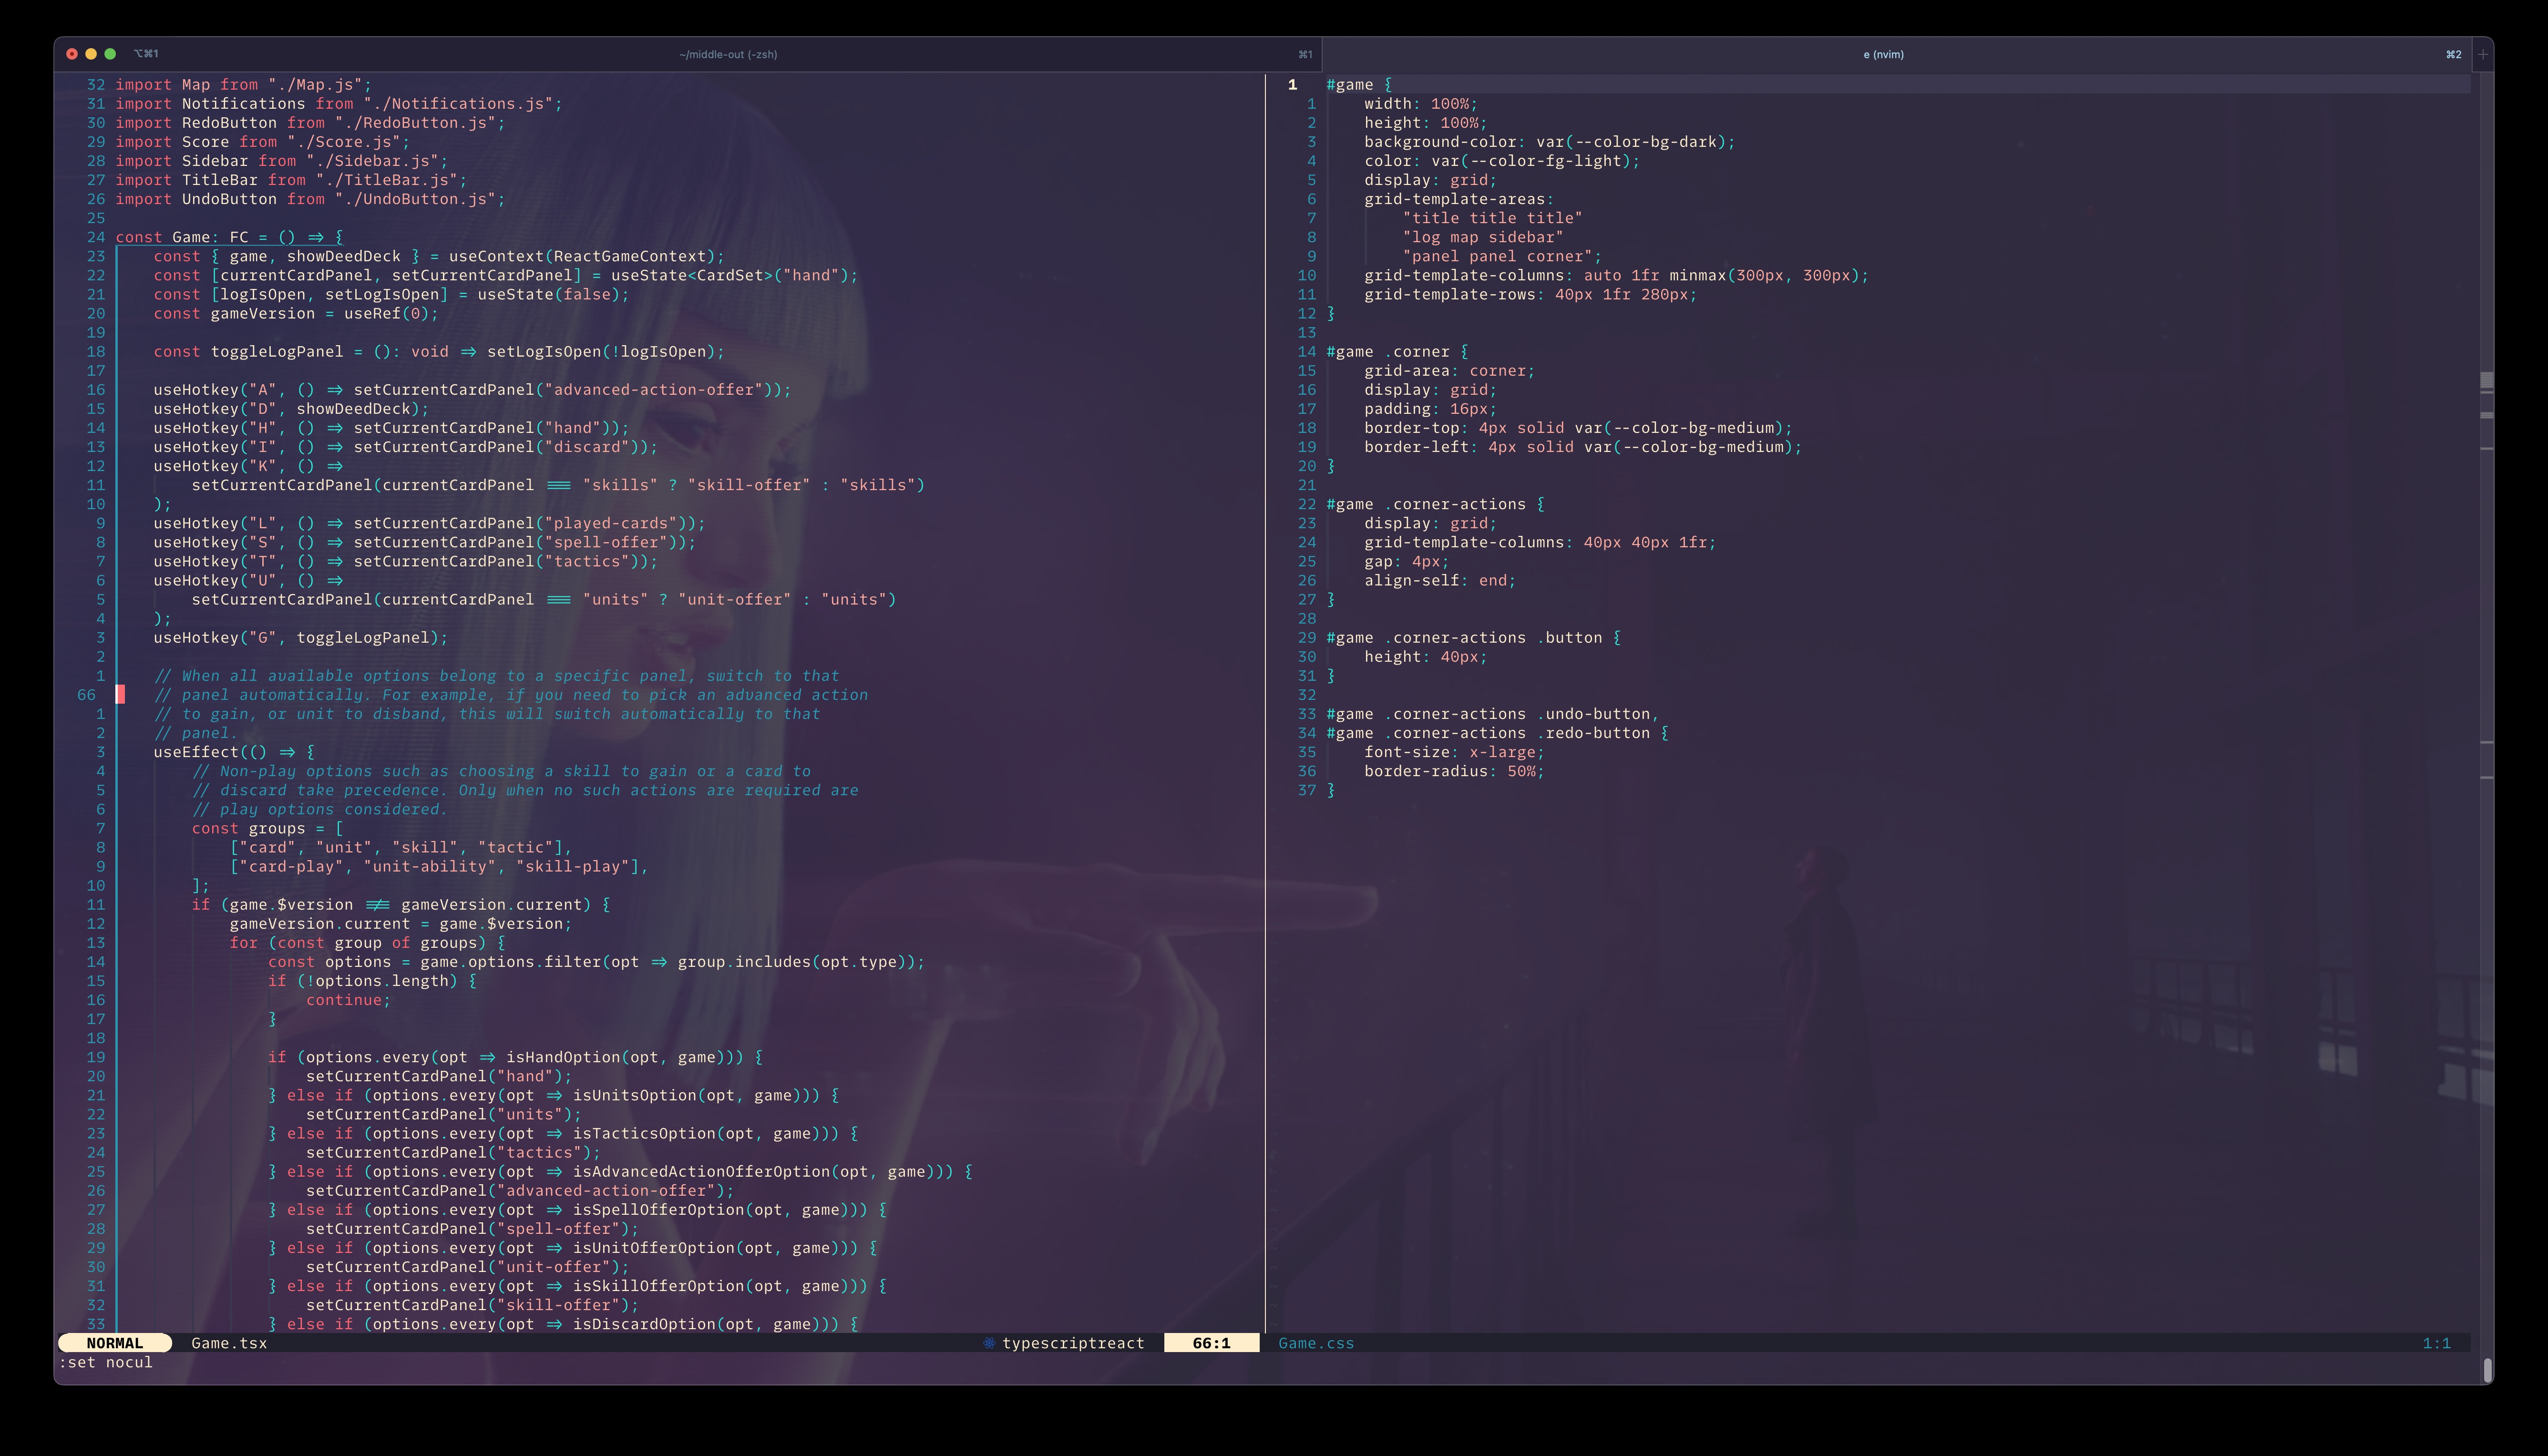 ⌥⌘1 ~/middle-out (-zsh) ⌘1 e (nvim) ⌘2 +
32 import Map from "./Map.js";
31 import Notifications from "./Notifications.js";
30 import RedoButton from "./RedoButton.js";
29 import Score from "./Score.js";
28 import Sidebar from "./Sidebar.js";
27 import TitleBar from "./TitleBar.js";
26 import UndoButton from "./UndoButton.js";
25
24 const Game: FC = () => {
23 const { game, showDeedDeck } = useContext(ReactGameContext);
22 const [currentCardPanel, setCurrentCardPanel] = useState<CardSet>("hand");
21 const [logIsOpen, setLogIsOpen] = useState(false);
20 const gameVersion = useRef(0);
19
18 const toggleLogPanel = (): void => setLogIsOpen(!logIsOpen);
17
16 useHotkey("A", () => setCurrentCardPanel("advanced-action-offer"));
15 useHotkey("D", showDeedDeck);
14 useHotkey("H", () => setCurrentCardPanel("hand"));
13 useHotkey("I", () => setCurrentCardPanel("discard"));
12 useHotkey("K", () =>
11 setCurrentCardPanel(currentCardPanel === "skills" ? "skill-offer" : "skills")
10 );
9 useHotkey("L", () => setCurrentCardPanel("played-cards"));
8 useHotkey("S", () => setCurrentCardPanel("spell-offer"));
7 useHotkey("T", () => setCurrentCardPanel("tactics"));
6 useHotkey("U", () =>
5 setCurrentCardPanel(currentCardPanel === "units" ? "unit-offer" : "units")
4 );
3 useHotkey("G", toggleLogPanel);
2
1 // When all available options belong to a specific panel, switch to that
66 // panel automatically. For example, if you need to pick an advanced action
1 // to gain, or unit to disband, this will switch automatically to that
2 // panel.
3 useEffect(() => {
4 // Non-play options such as choosing a skill to gain or a card to
5 // discard take precedence. Only when no such actions are required are
6 // play options considered.
7 const groups = [
8 ["card", "unit", "skill", "tactic"],
9 ["card-play", "unit-ability", "skill-play"],
10 ];
11 if (game.$version !== gameVersion.current) {
12 gameVersion.current = game.$version;
13 for (const group of groups) {
14 const options = game.options.filter(opt => group.includes(opt.type));
15 if (!options.length) {
16 continue;
17 }
18
19 if (options.every(opt => isHandOption(opt, game))) {
20 setCurrentCardPanel("hand");
21 } else if (options.every(opt => isUnitsOption(opt, game))) {
22 setCurrentCardPanel("units");
23 } else if (options.every(opt => isTacticsOption(opt, game))) {
24 setCurrentCardPanel("tactics");
25 } else if (options.every(opt => isAdvancedActionOfferOption(opt, game))) {
26 setCurrentCardPanel("advanced-action-offer");
27 } else if (options.every(opt => isSpellOfferOption(opt, game))) {
28 setCurrentCardPanel("spell-offer");
29 } else if (options.every(opt => isUnitOfferOption(opt, game))) {
30 setCurrentCardPanel("unit-offer");
31 } else if (options.every(opt => isSkillOfferOption(opt, game))) {
32 setCurrentCardPanel("skill-offer");
33 } else if (options.every(opt => isDiscardOption(opt, game))) {
NORMAL Game.tsx typescriptreact 66:1
:set nocul
1 #game {
1 width: 100%;
2 height: 100%;
3 background-color: var(--color-bg-dark);
4 color: var(--color-fg-light);
5 display: grid;
6 grid-template-areas:
7 "title title title"
8 "log map sidebar"
9 "panel panel corner";
10 grid-template-columns: auto 1fr minmax(300px, 300px);
11 grid-template-rows: 40px 1fr 280px;
12 }
13
14 #game .corner {
15 grid-area: corner;
16 display: grid;
17 padding: 16px;
18 border-top: 4px solid var(--color-bg-medium);
19 border-left: 4px solid var(--color-bg-medium);
20 }
21
22 #game .corner-actions {
23 display: grid;
24 grid-template-columns: 40px 40px 1fr;
25 gap: 4px;
26 align-self: end;
27 }
28
29 #game .corner-actions .button {
30 height: 40px;
31 }
32
33 #game .corner-actions .undo-button,
34 #game .corner-actions .redo-button {
35 font-size: x-large;
36 border-radius: 50%;
37 }
Game.css 1:1